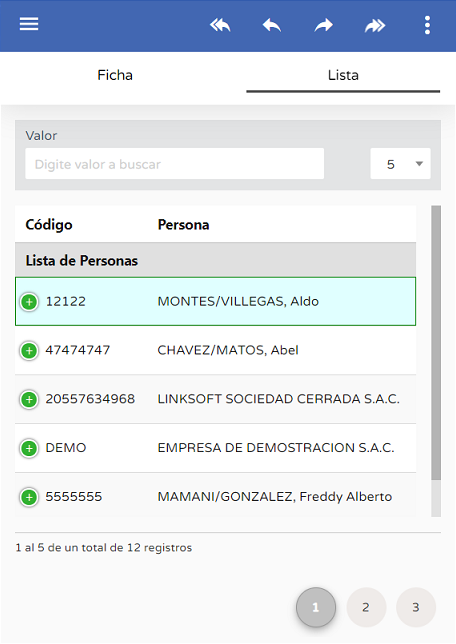 Ficha Lista
Valor
Digite valor a buscar 5
Código Persona
Lista de Personas
12122 MONTES/VILLEGAS, Aldo
47474747 CHAVEZ/MATOS, Abel
20557634968 LINKSOFT SOCIEDAD CERRADA S.A.C.
DEMO EMPRESA DE DEMOSTRACION S.A.C.
5555555 MAMANI/GONZALEZ, Freddy Alberto
1 al 5 de un total de 12 registros
1 2 3